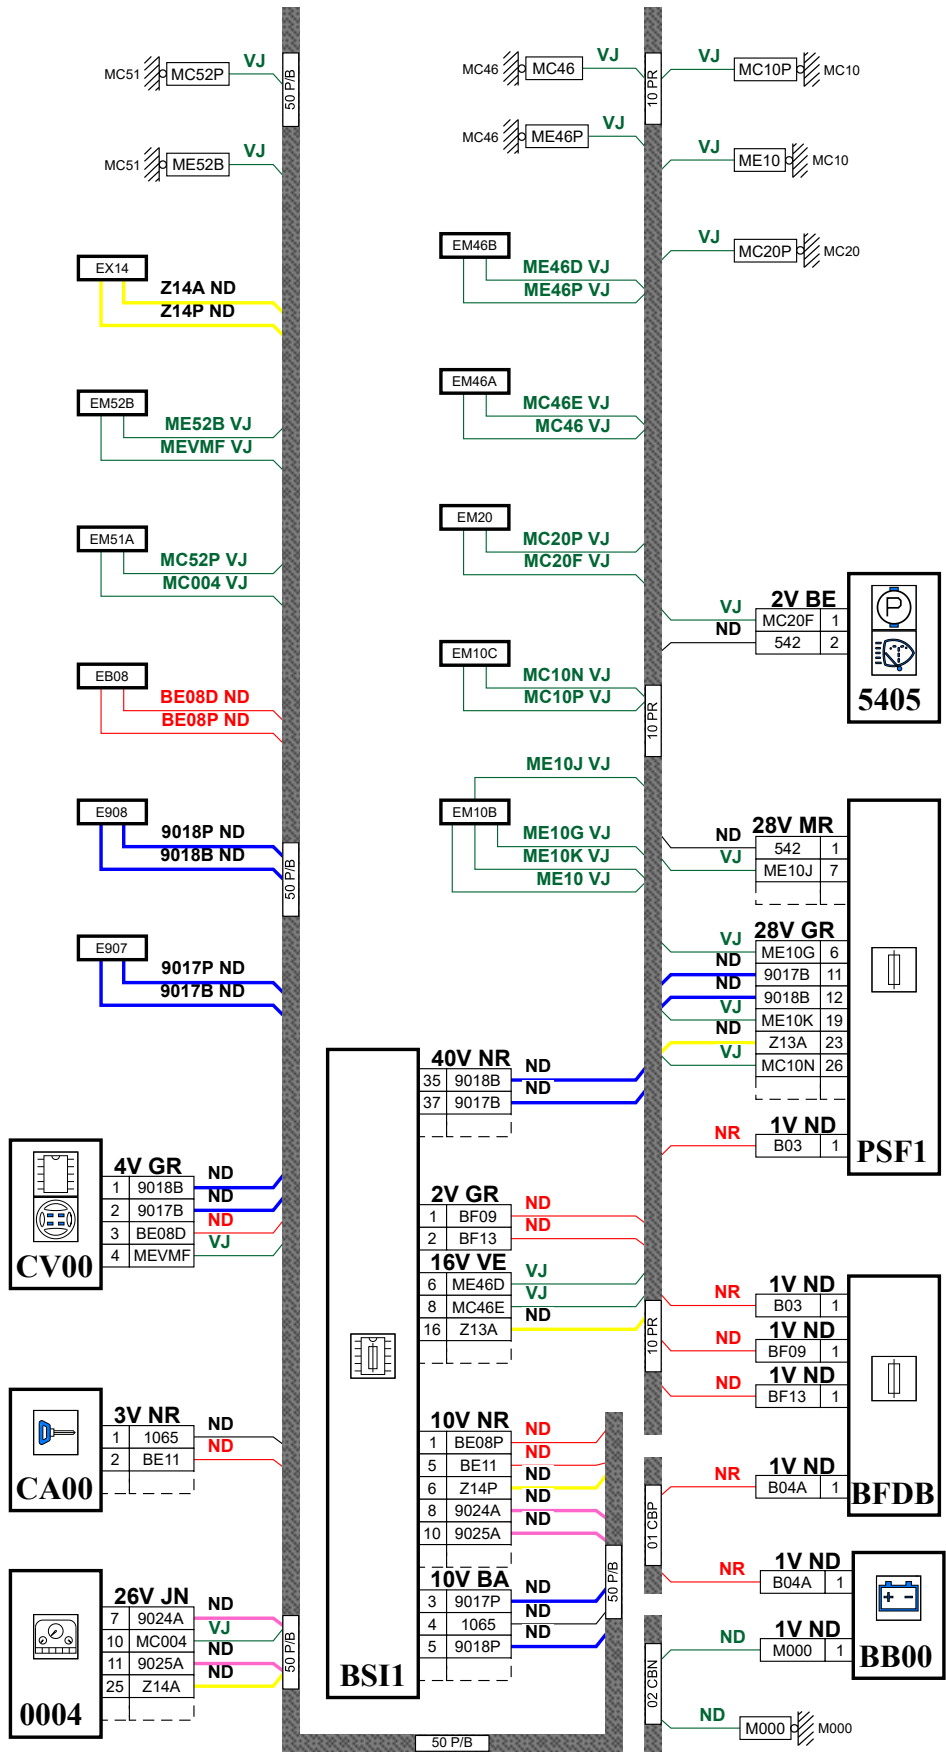 MC51 MC52P VJ
50 P/B
MC51 ME52B VJ
EX14
Z14A ND
Z14P ND
EM52B
ME52B VJ
MEVMF VJ
EM51A
MC52P VJ
MC004 VJ
EB08
BE08D ND
BE08P ND
E908
9018P ND
9018B ND
50 P/B
E907
9017P ND
9017B ND
CV00
4V GR
1 9018B ND
2 9017B ND
3 BE08D ND
4 MEVMF VJ
CA00
3V NR
1 1065 ND
2 BE11 ND
0004
26V JN
7 9024A ND
10 MC004 VJ
11 9025A ND
25 Z14A ND
50 P/B
MC46 MC46 VJ
MC46 ME46P VJ
10 PR
EM46B
ME46D VJ
ME46P VJ
EM46A
MC46E VJ
MC46 VJ
EM20
MC20P VJ
MC20F VJ
EM10C
MC10N VJ
MC10P VJ
10 PR
ME10J VJ
EM10B
ME10G VJ
ME10K VJ
ME10 VJ
BSI1
40V NR
35 9018B ND
37 9017B ND
2V GR
1 BF09 ND
2 BF13 ND
16V VE
6 ME46D VJ
8 MC46E VJ
16 Z13A ND
10V NR
1 BE08P ND
5 BE11 ND
6 Z14P ND
8 9024A ND
10 9025A ND
10V BA
3 9017P ND
4 1065 ND
5 9018P ND
50 P/B
50 P/B
VJ MC10P MC10
VJ ME10 MC10
VJ MC20P MC20
2V BE
VJ MC20F 1
ND 542 2
P
5405
28V MR
ND 542 1
VJ ME10J 7
28V GR
VJ ME10G 6
ND 9017B 11
ND 9018B 12
VJ ME10K 19
ND Z13A 23
VJ MC10N 26
1V ND
NR B03 1
PSF1
1V ND
NR B03 1
10 PR
1V ND
ND BF09 1
1V ND
ND BF13 1
1V ND
NR B04A 1
BFDB
01 CBP
1V ND
NR B04A 1
1V ND
ND M000 1
BB00
02 CBN
ND M000 M000